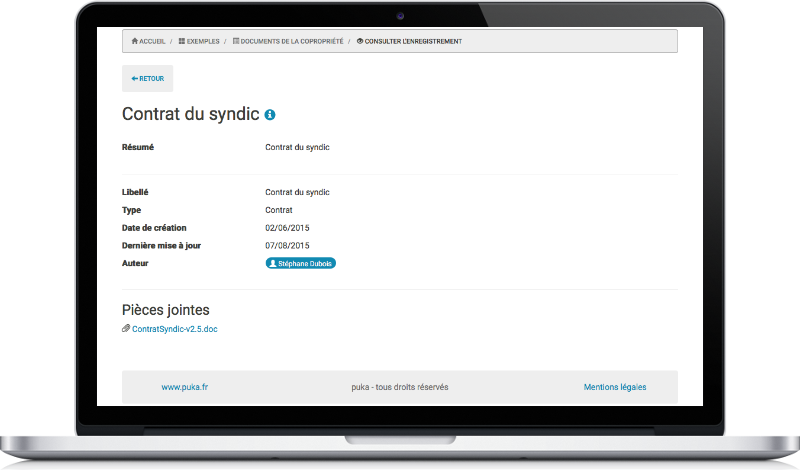 ACCUEIL / EXEMPLES / DOCUMENTS DE LA COPROPRIÉTÉ / CONSULTER L'ENREGISTREMENT
RETOUR
Contrat du syndic
Résumé Contrat du syndic
Libellé Contrat du syndic
Type Contrat
Date de création 02/06/2015
Dernière mise à jour 07/08/2015
Auteur Stéphane Dubois
Pièces jointes
ContratSyndic-v2.5.doc
www.puka.fr puka - tous droits réservés Mentions légales